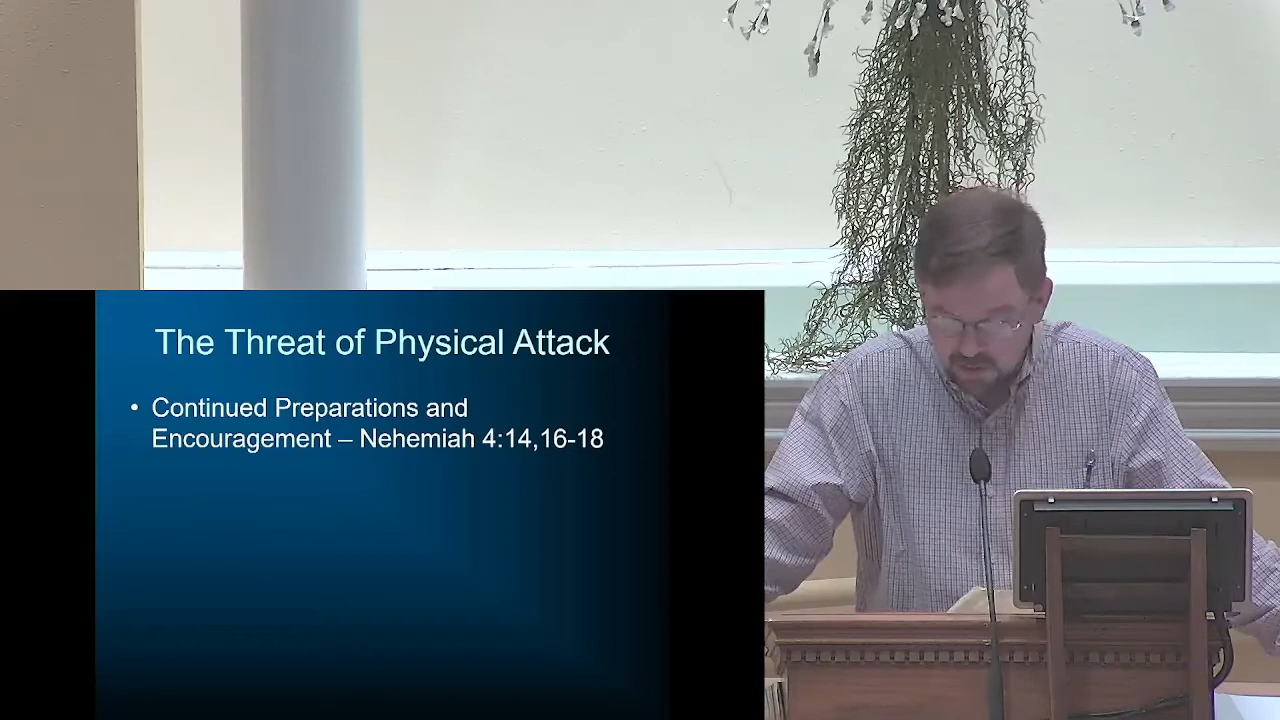 The Threat of Physical Attack
• Continued Preparations and
Encouragement – Nehemiah 4:14,16-18